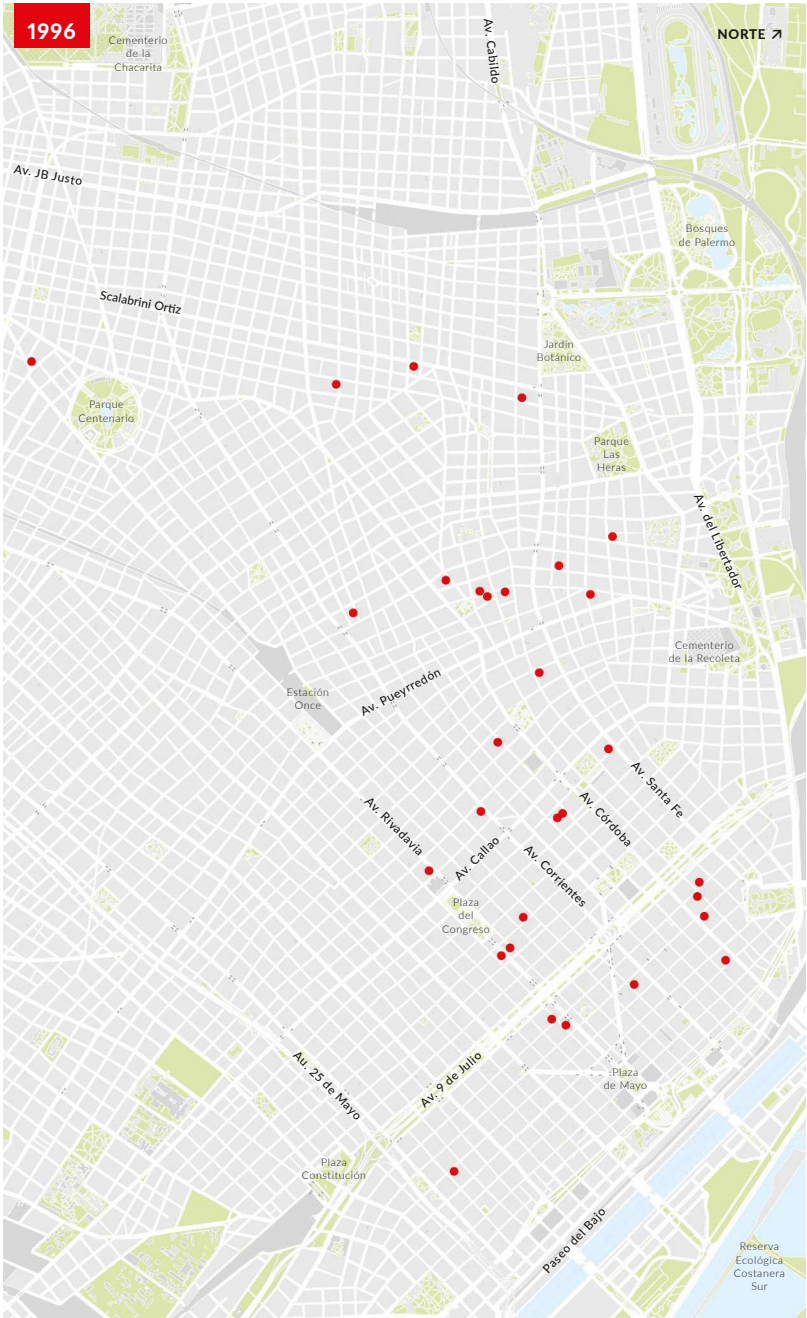 1996
Cementerio
de la
Chacarita
Av. Cabildo
NORTE ↗
Av. JB Justo
Bosques
de Palermo
Scalabrini Ortiz
Jardín
Botánico
Parque
Centenario
Parque
Las
Heras
Av. del Libertador
Cementerio
de la Recoleta
Estación
Once
Av. Pueyrredón
Av. Santa Fe
Av. Rivadavia
Av. Córdoba
Av. Callao
Av. Corrientes
Plaza
del
Congreso
Au. 25 de Mayo
Av. 9 de Julio
Plaza
de Mayo
Plaza
Constitución
Paseo del Bajo
Reserva
Ecológica
Costanera
Sur